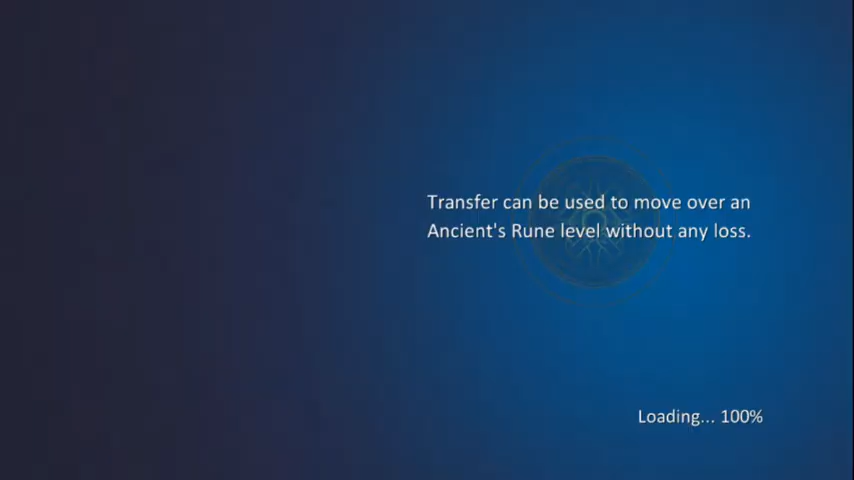 Transfer can be used to move over an
Ancient's Rune level without any loss.
Loading... 100%